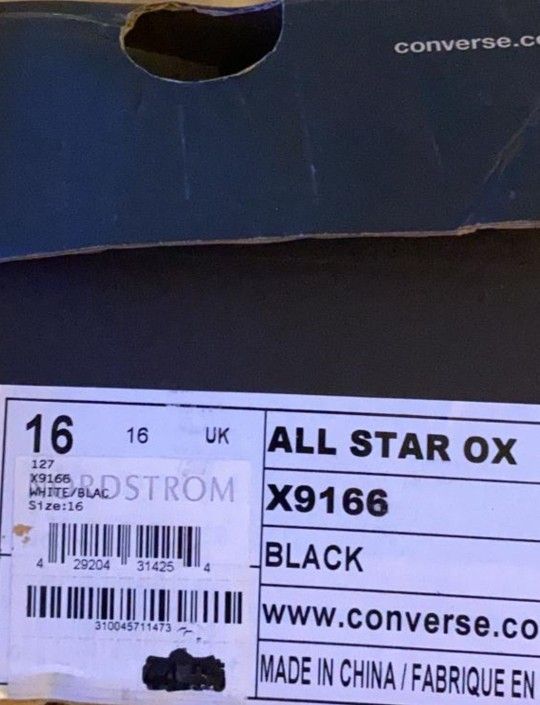 converse.c
16 16 UK
127
X9166
WHITE/BLAC
Size:16
NORDSTROM
4 29204 31425 4
310045711473
ALL STAR OX
X9166
BLACK
www.converse.co
MADE IN CHINA / FABRIQUE EN